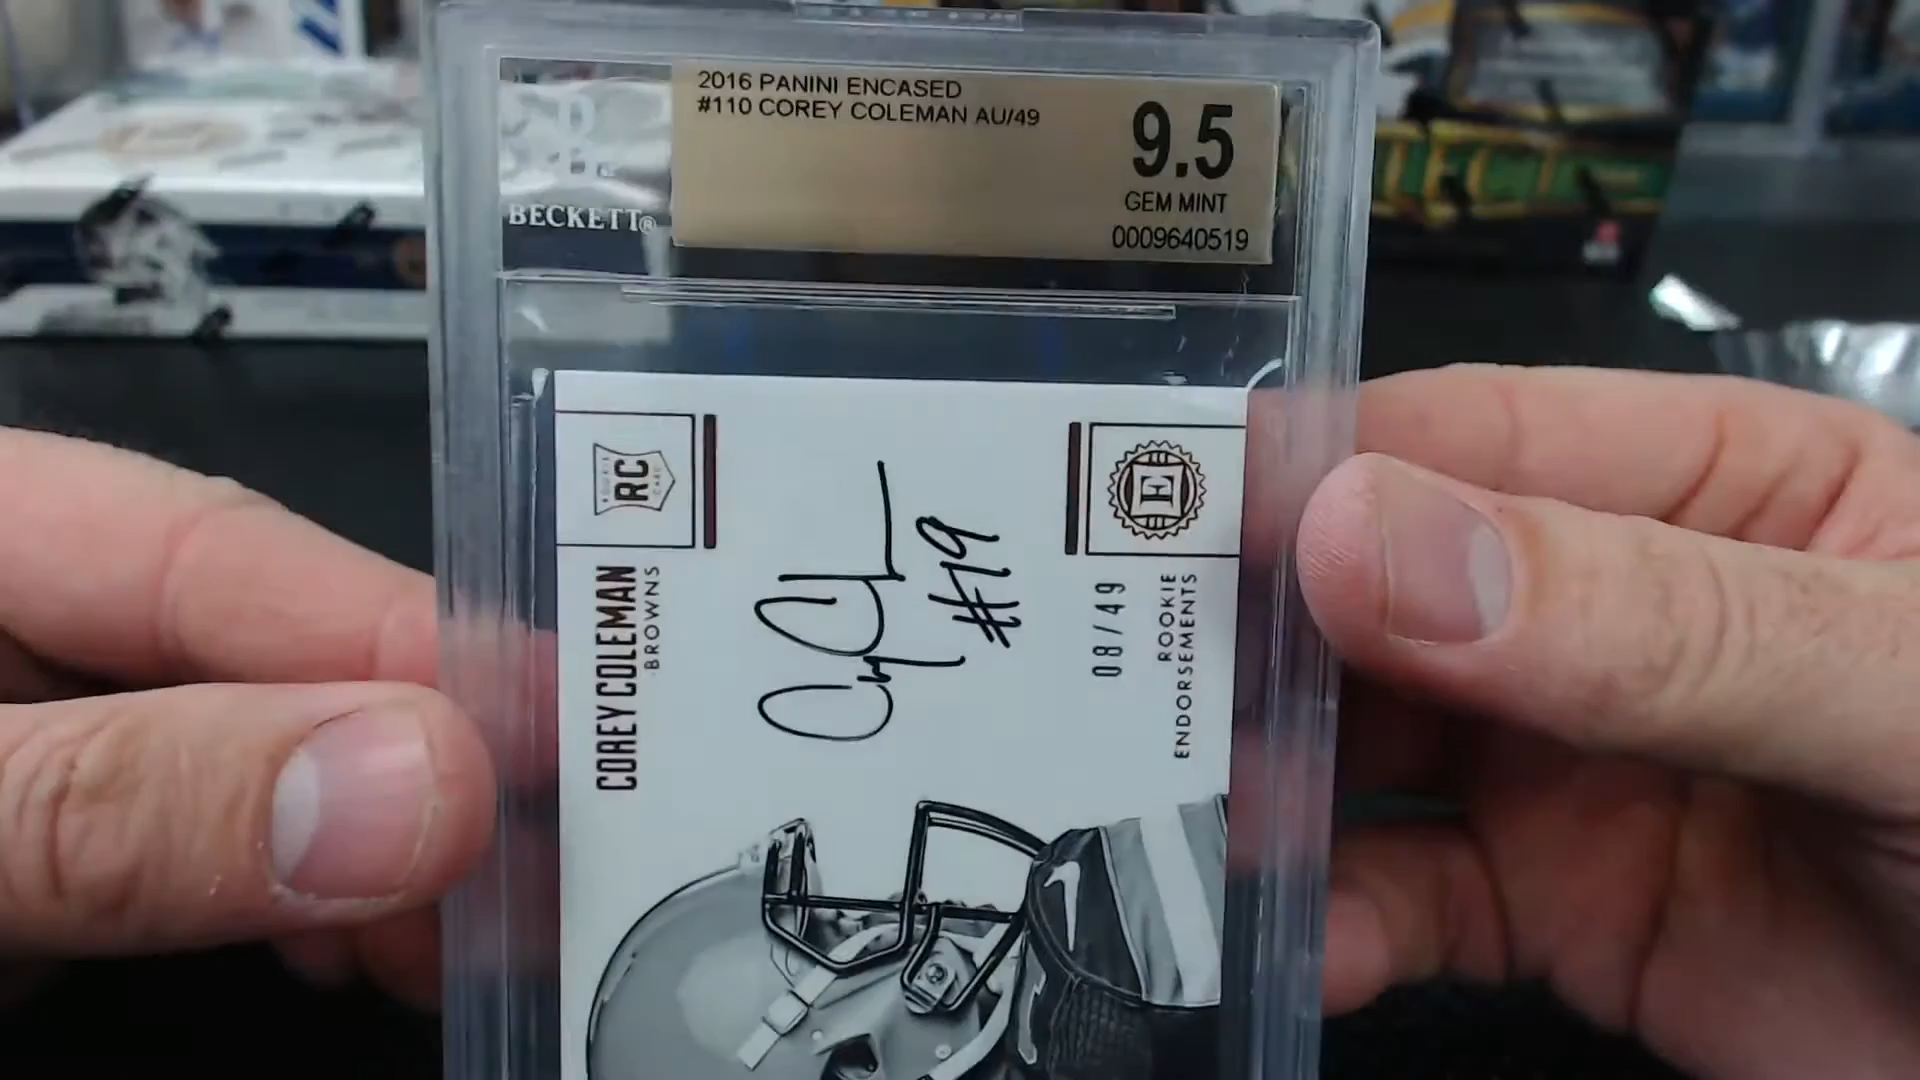 2016 PANINI ENCASED
#110 COREY COLEMAN AU/49
9.5
GEM MINT
0009640519
BECKETT®
RC
E
COREY COLEMAN
BROWNS
#19
08/49
ROOKIE
ENDORSEMENTS